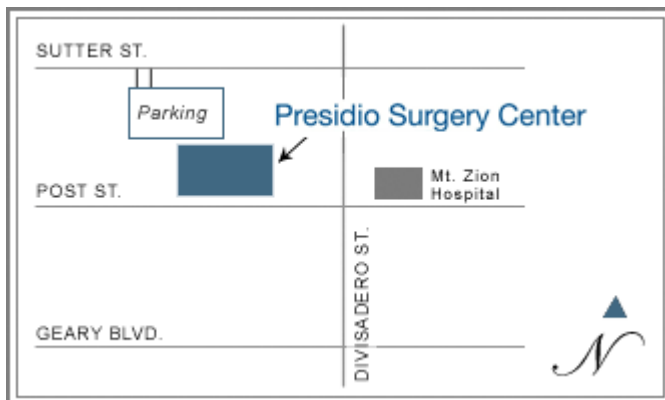 SUTTER ST.
Parking
Presidio Surgery Center
Mt. Zion
Hospital
POST ST.
DIVISADERO ST.
GEARY BLVD.
N